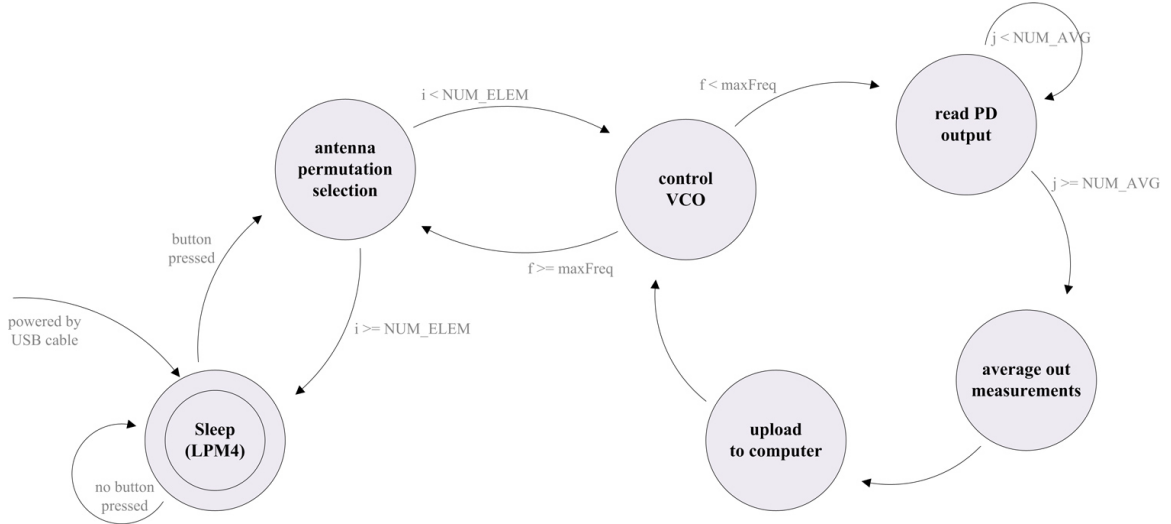 j < NUM_AVG
f < maxFreq
i < NUM_ELEM
read PD
output
antenna
permutation
selection
control
VCO
j >= NUM_AVG
button
pressed
f >= maxFreq
powered by
USB cable
i >= NUM_ELEM
average out
measurements
Sleep
(LPM4)
upload
to computer
no button
pressed